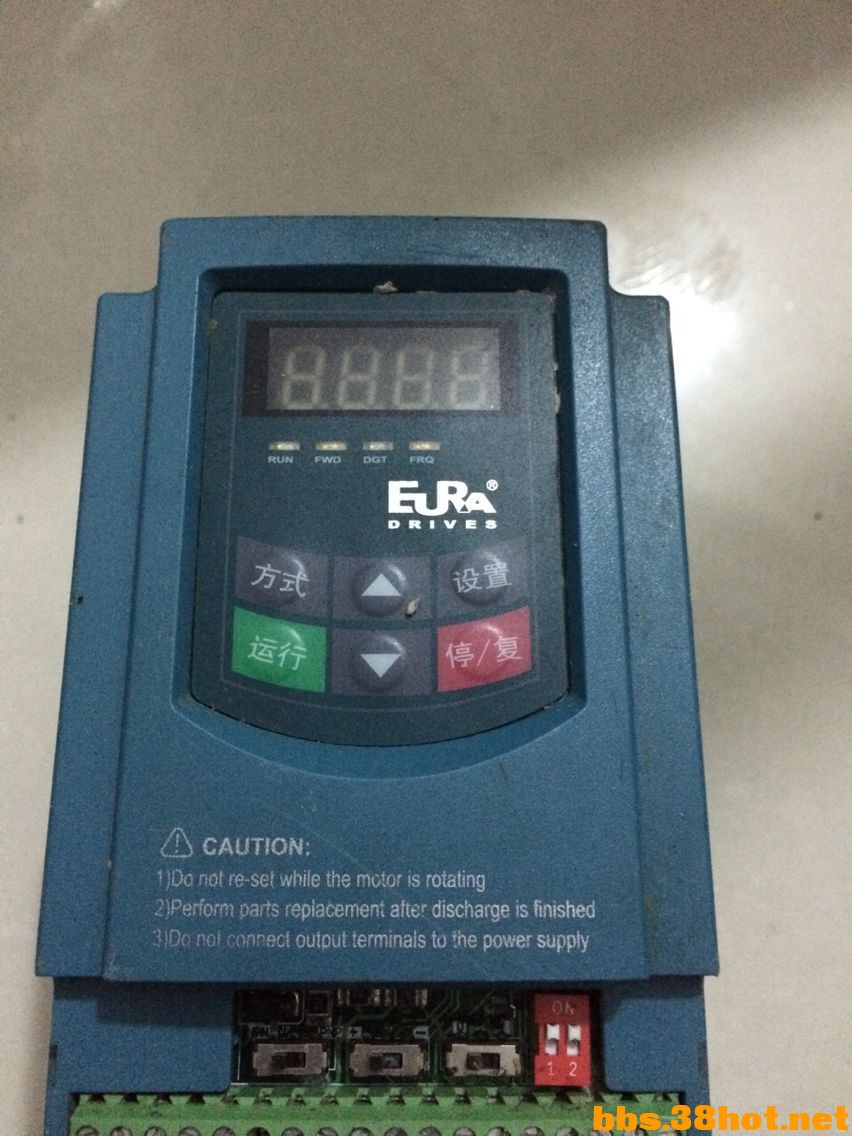 8.8.8.8.
RUN FWD DGT FRQ
EURA®
DRIVES
方式 设置
运行 停/复
CAUTION:
1)Do not re-set while the motor is rotating
2)Perform parts replacement after discharge is finished
3)Do not connect output terminals to the power supply
ON
1 2
bbs.38hot.net